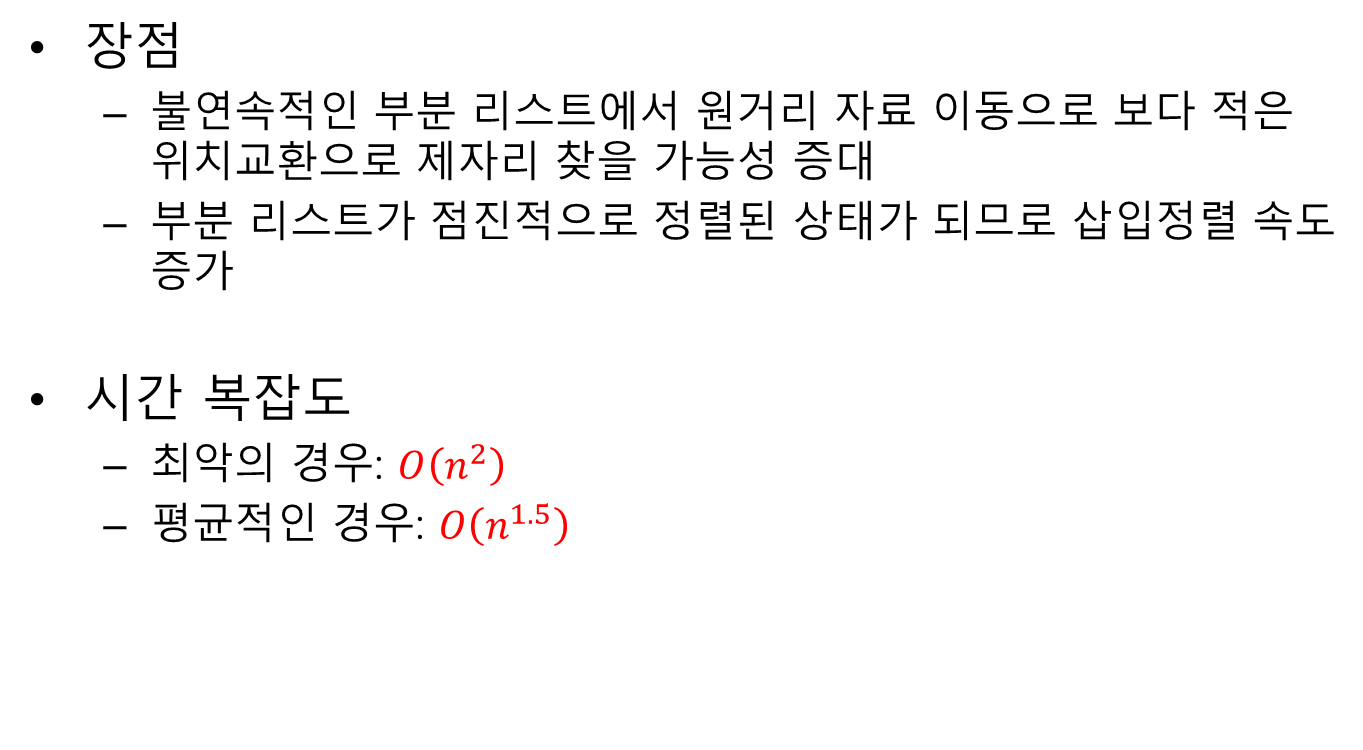 • 장점
– 불연속적인 부분 리스트에서 원거리 자료 이동으로 보다 적은
위치교환으로 제자리 찾을 가능성 증대
– 부분 리스트가 점진적으로 정렬된 상태가 되므로 삽입정렬 속도
증가
• 시간 복잡도
– 최악의 경우: O(n²)
– 평균적인 경우: O(n¹·⁵)